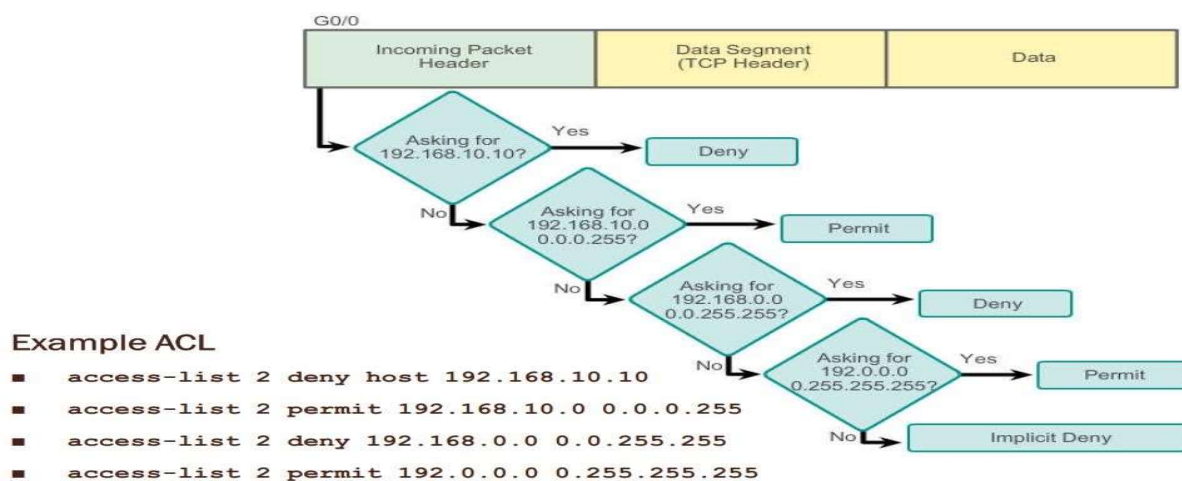 G0/0
Incoming Packet
Header
Data Segment
(TCP Header)
Data
Asking for
192.168.10.10?
Yes
Deny
No
Asking for
192.168.10.0
0.0.0.255?
Yes
Permit
No
Asking for
192.168.0.0
0.0.255.255?
Yes
Deny
No
Asking for
192.0.0.0
0.255.255.255?
Yes
Permit
No
Implicit Deny
Example ACL
■ access-list 2 deny host 192.168.10.10
■ access-list 2 permit 192.168.10.0 0.0.0.255
■ access-list 2 deny 192.168.0.0 0.0.255.255
■ access-list 2 permit 192.0.0.0 0.255.255.255